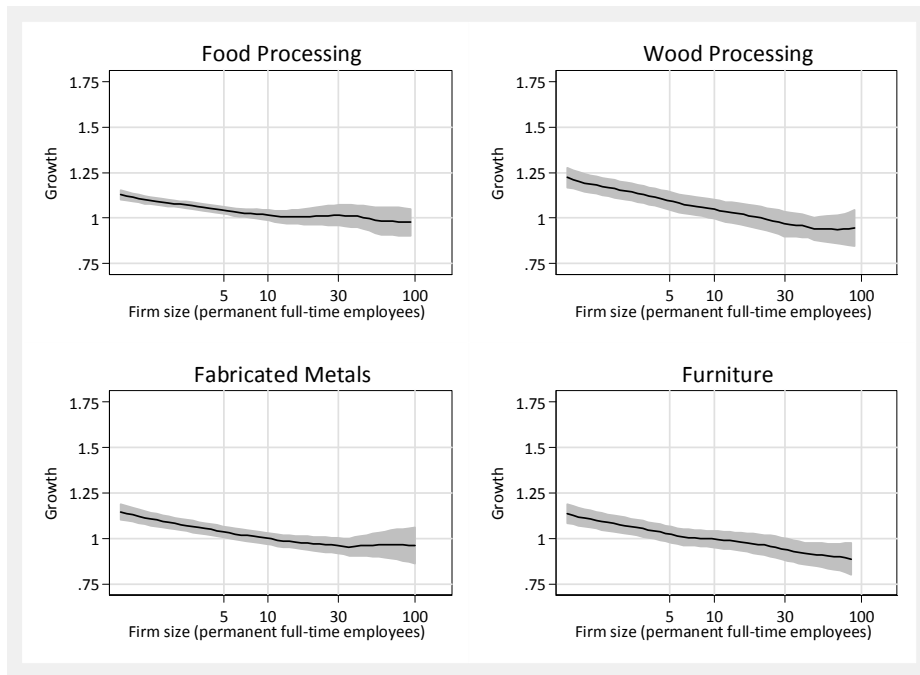 Food Processing
1.75
1.5
1.25
1
.75
Growth
5 10 30 100
Firm size (permanent full-time employees)
Wood Processing
1.75
1.5
1.25
1
.75
Growth
5 10 30 100
Firm size (permanent full-time employees)
Fabricated Metals
1.75
1.5
1.25
1
.75
Growth
5 10 30 100
Firm size (permanent full-time employees)
Furniture
1.75
1.5
1.25
1
.75
Growth
5 10 30 100
Firm size (permanent full-time employees)